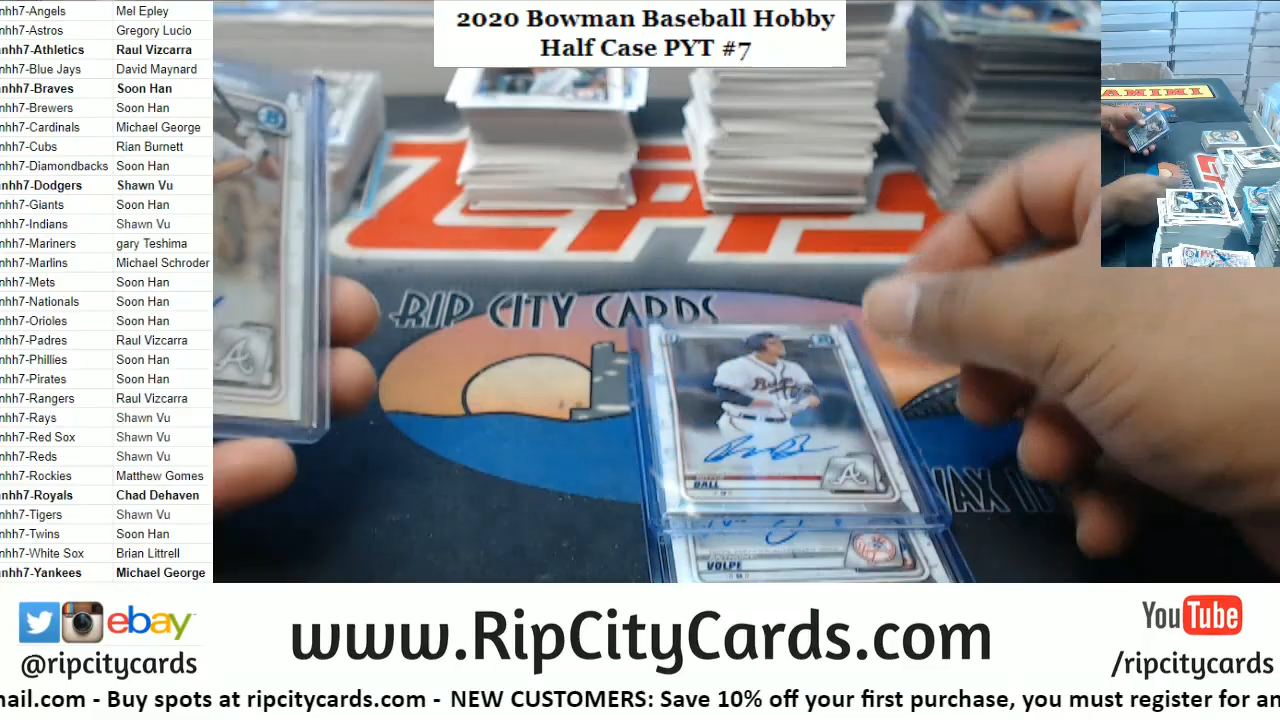 nhh7-Angels Mel Epley
nhh7-Astros Gregory Lucio
anhh7-Athletics Raul Vizcarra
nhh7-Blue Jays David Maynard
anhh7-Braves Soon Han
nhh7-Brewers Soon Han
nhh7-Cardinals Michael George
nhh7-Cubs Rian Burnett
nhh7-Diamondbacks Soon Han
anhh7-Dodgers Shawn Vu
nhh7-Giants Soon Han
nhh7-Indians Shawn Vu
nhh7-Mariners gary Teshima
nhh7-Marlins Michael Schroder
nhh7-Mets Soon Han
nhh7-Nationals Soon Han
nhh7-Orioles Soon Han
nhh7-Padres Raul Vizcarra
nhh7-Phillies Soon Han
nhh7-Pirates Soon Han
nhh7-Rangers Raul Vizcarra
nhh7-Rays Shawn Vu
nhh7-Red Sox Shawn Vu
nhh7-Reds Shawn Vu
nhh7-Rockies Matthew Gomes
anhh7-Royals Chad Dehaven
nhh7-Tigers Shawn Vu
nhh7-Twins Soon Han
nhh7-White Sox Brian Littrell
anhh7-Yankees Michael George
2020 Bowman Baseball Hobby
Half Case PYT #7
PANINI
RIP CITY CARDS
WAX
BALL
VOLPE
ebay
@ripcitycards
www.RipCityCards.com
YouTube
/ripcitycards
mail.com - Buy spots at ripcitycards.com - NEW CUSTOMERS: Save 10% off your first purchase, you must register for an